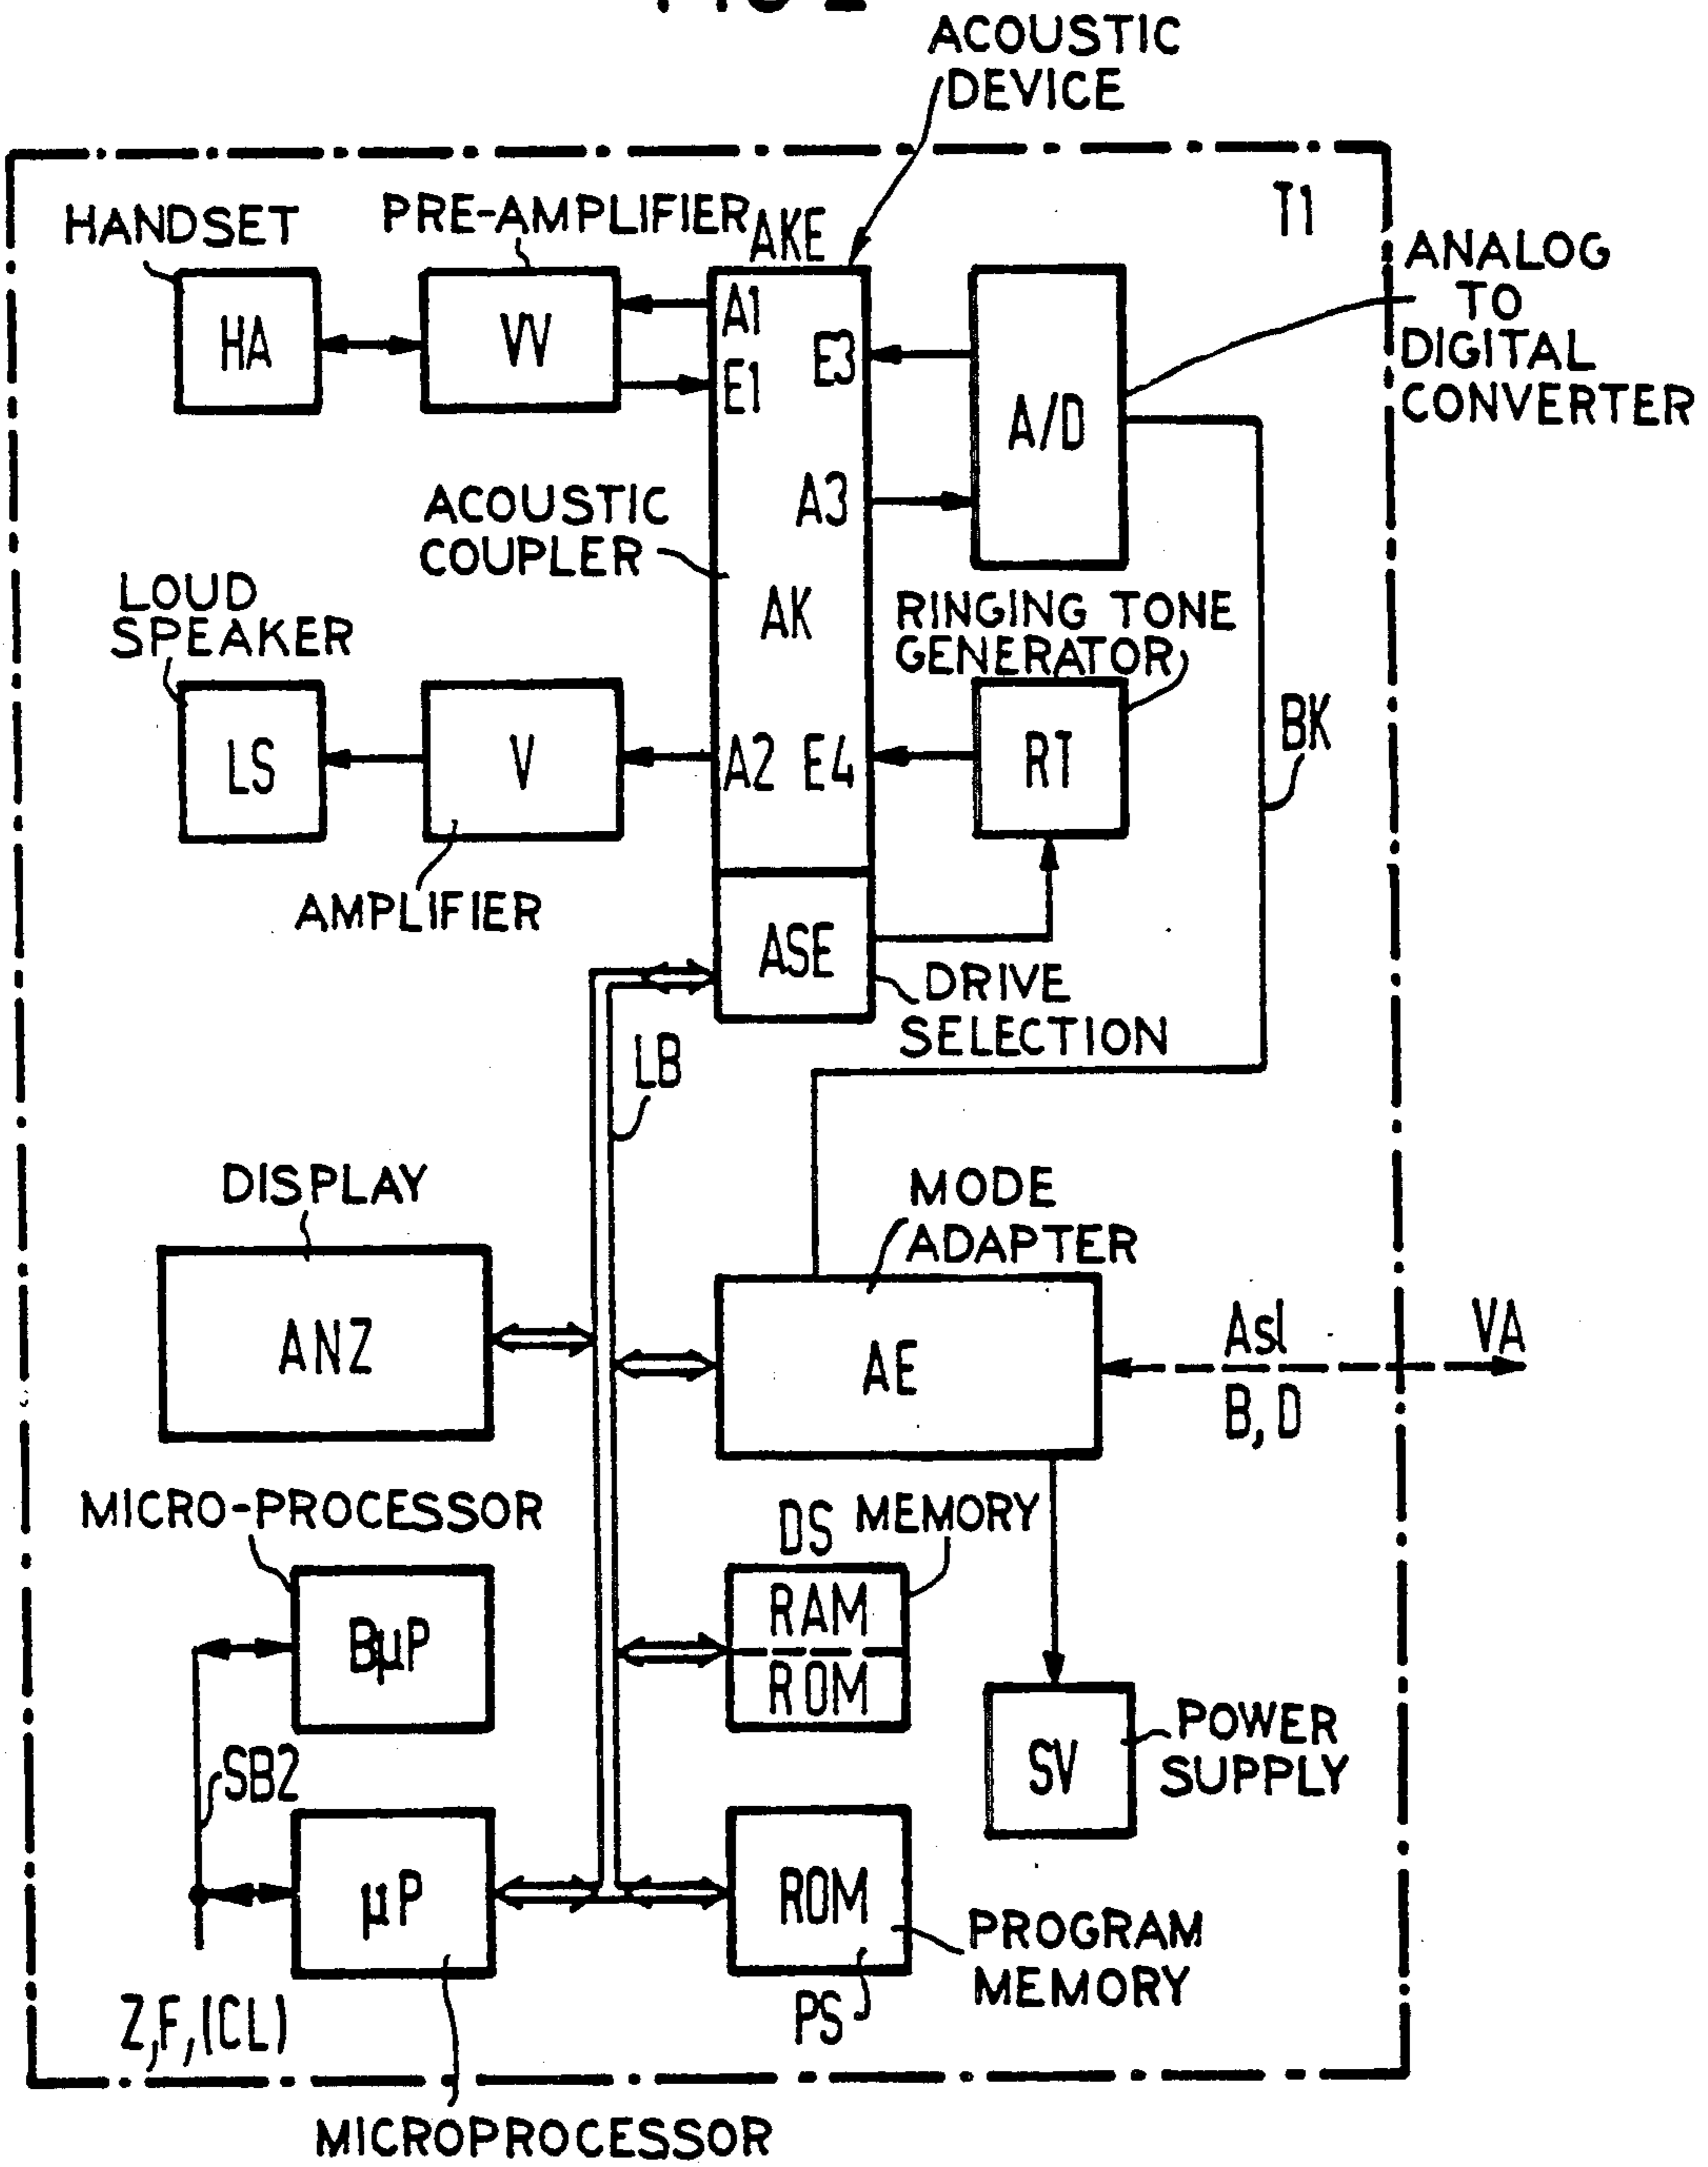 ACOUSTIC
DEVICE
T1
HANDSET
PRE-AMPLIFIER
AKE
ANALOG
TO
DIGITAL
CONVERTER
HA
VV
A1
E1
E3
A/D
A3
ACOUSTIC
COUPLER
AK
LOUD
SPEAKER
RINGING TONE
GENERATOR
BK
LS
V
A2
E4
RT
AMPLIFIER
ASE
DRIVE
SELECTION
LB
DISPLAY
MODE
ADAPTER
ANZ
AE
Asl
B, D
VA
MICRO-PROCESSOR
DS
MEMORY
BµP
RAM
ROM
SV
POWER
SUPPLY
SB2
µP
ROM
PROGRAM
MEMORY
PS
Z,F,(CL)
MICROPROCESSOR